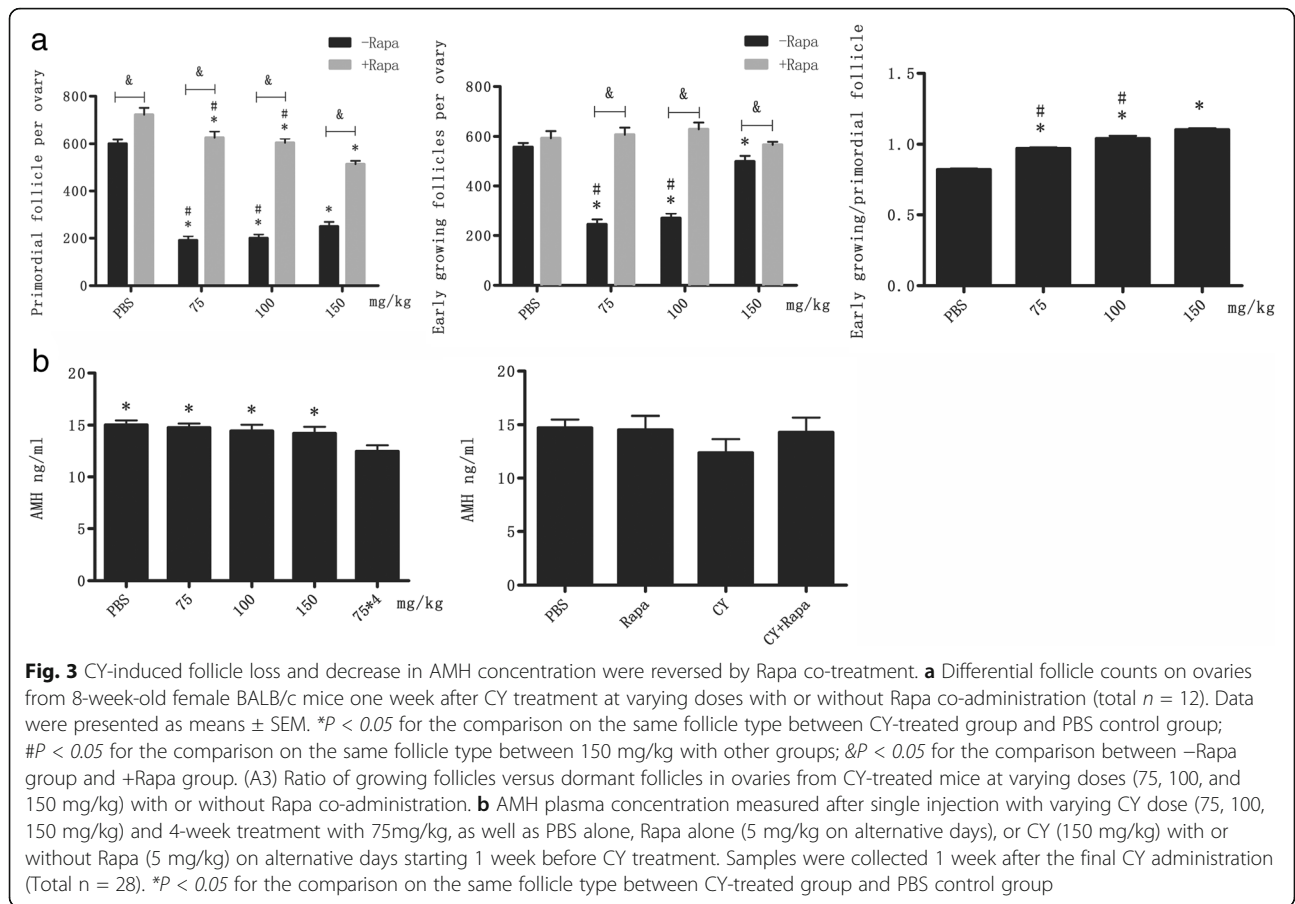 a
-Rapa
+Rapa
Primordial follicle per ovary
800
600
400
200
0
&
&
&
&
#
*
#
*
#
*
#
*
*
*
PBS
75
100
150
mg/kg
-Rapa
+Rapa
Early growing follicles per ovary
800
600
400
200
0
&
&
&
#
*
#
*
*
PBS
75
100
150
mg/kg
Early growing/primordial follicle
1.5
1.0
0.5
0.0
#
*
#
*
*
PBS
75
100
150
mg/kg
b
AMH ng/ml
20
15
10
5
0
*
*
*
*
PBS
75
100
150
75*4
mg/kg
AMH ng/ml
20
15
10
5
0
PBS
Rapa
CY
CY+Rapa
Fig. 3 CY-induced follicle loss and decrease in AMH concentration were reversed by Rapa co-treatment. a Differential follicle counts on ovaries
from 8-week-old female BALB/c mice one week after CY treatment at varying doses with or without Rapa co-administration (total n = 12). Data
were presented as means ± SEM. *P < 0.05 for the comparison on the same follicle type between CY-treated group and PBS control group;
#P < 0.05 for the comparison on the same follicle type between 150 mg/kg with other groups; &P < 0.05 for the comparison between −Rapa
group and +Rapa group. (A3) Ratio of growing follicles versus dormant follicles in ovaries from CY-treated mice at varying doses (75, 100, and
150 mg/kg) with or without Rapa co-administration. b AMH plasma concentration measured after single injection with varying CY dose (75, 100,
150 mg/kg) and 4-week treatment with 75mg/kg, as well as PBS alone, Rapa alone (5 mg/kg on alternative days), or CY (150 mg/kg) with or
without Rapa (5 mg/kg) on alternative days starting 1 week before CY treatment. Samples were collected 1 week after the final CY administration
(Total n = 28). *P < 0.05 for the comparison on the same follicle type between CY-treated group and PBS control group